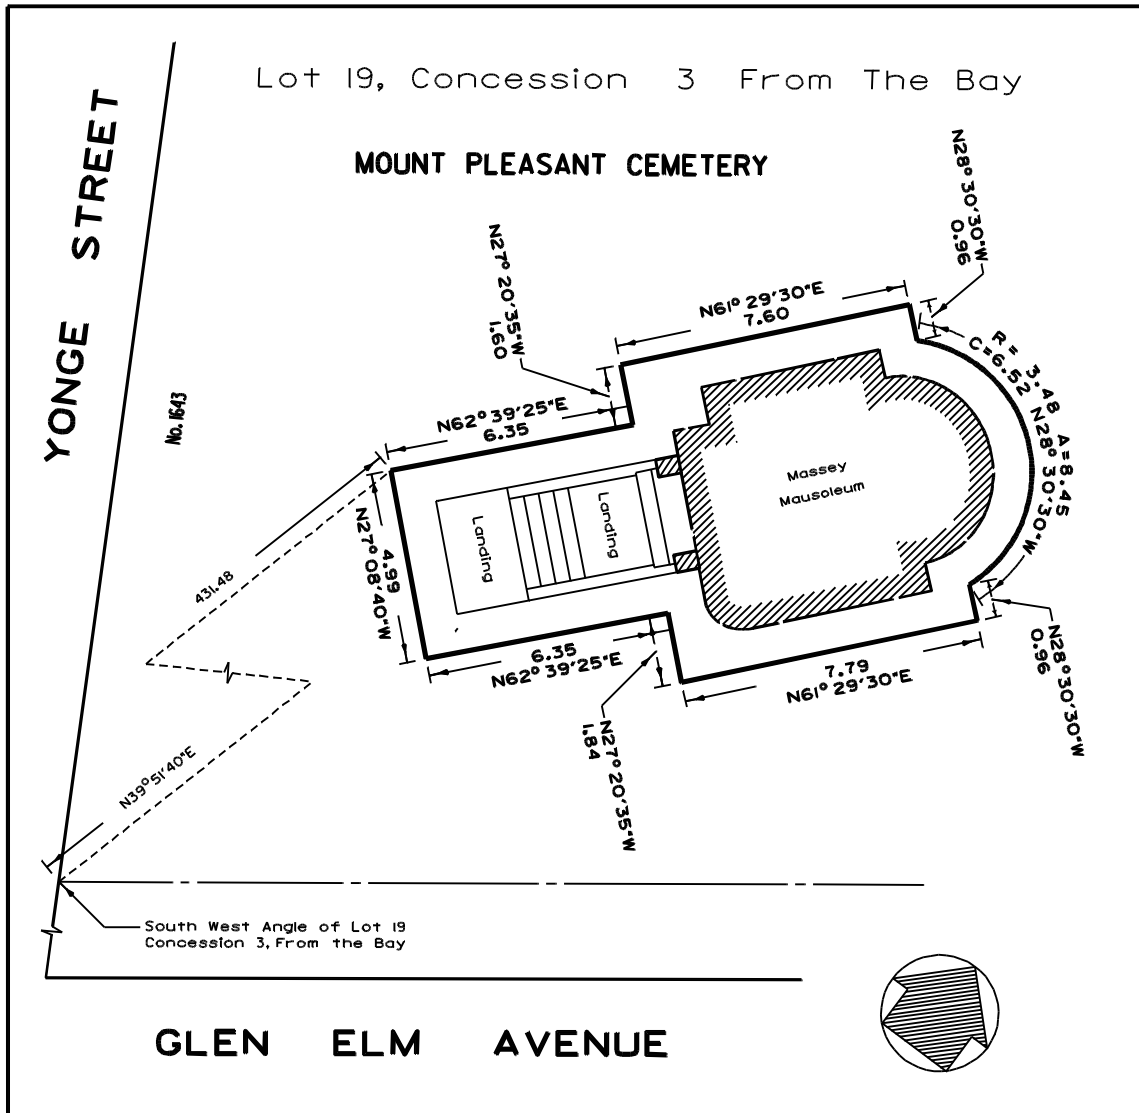 Lot 19, Concession 3 From The Bay
MOUNT PLEASANT CEMETERY
YONGE STREET
No. 1643
N28° 30'30"W
0.96
N27° 20'35"W
1.60
N61° 29'30"E
7.60
R = 3.48 A=8.45
C=6.52 N28° 30'30"W
N62° 39'25"E
6.35
Massey
Mausoleum
Landing
Landing
4.99
N27° 08'40"W
431.48
6.35
N62° 39'25"E
7.79
N61° 29'30"E
N28° 30'30"W
0.96
N27° 20'35"W
1.84
N39°51'40"E
South West Angle of Lot 19
Concession 3, From the Bay
GLEN ELM AVENUE